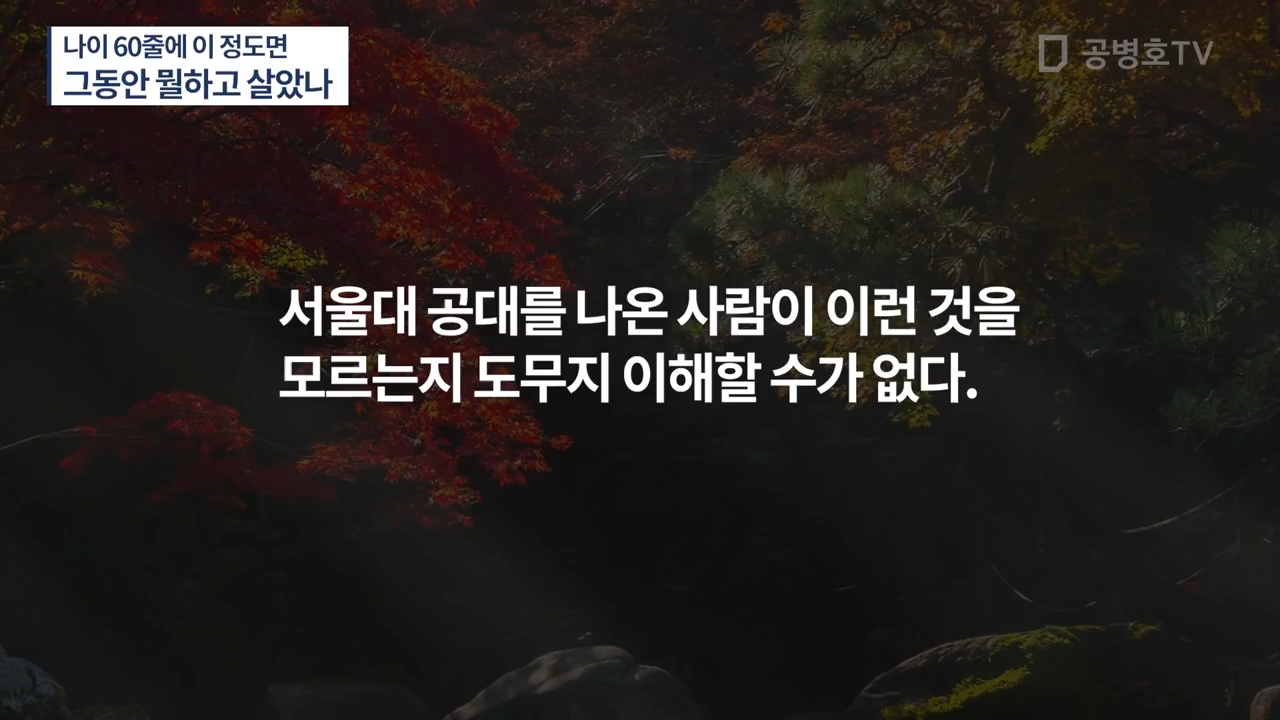 나이 60줄에 이 정도면
그동안 뭘하고 살았나
공병호TV
서울대 공대를 나온 사람이 이런 것을
모르는지 도무지 이해할 수가 없다.